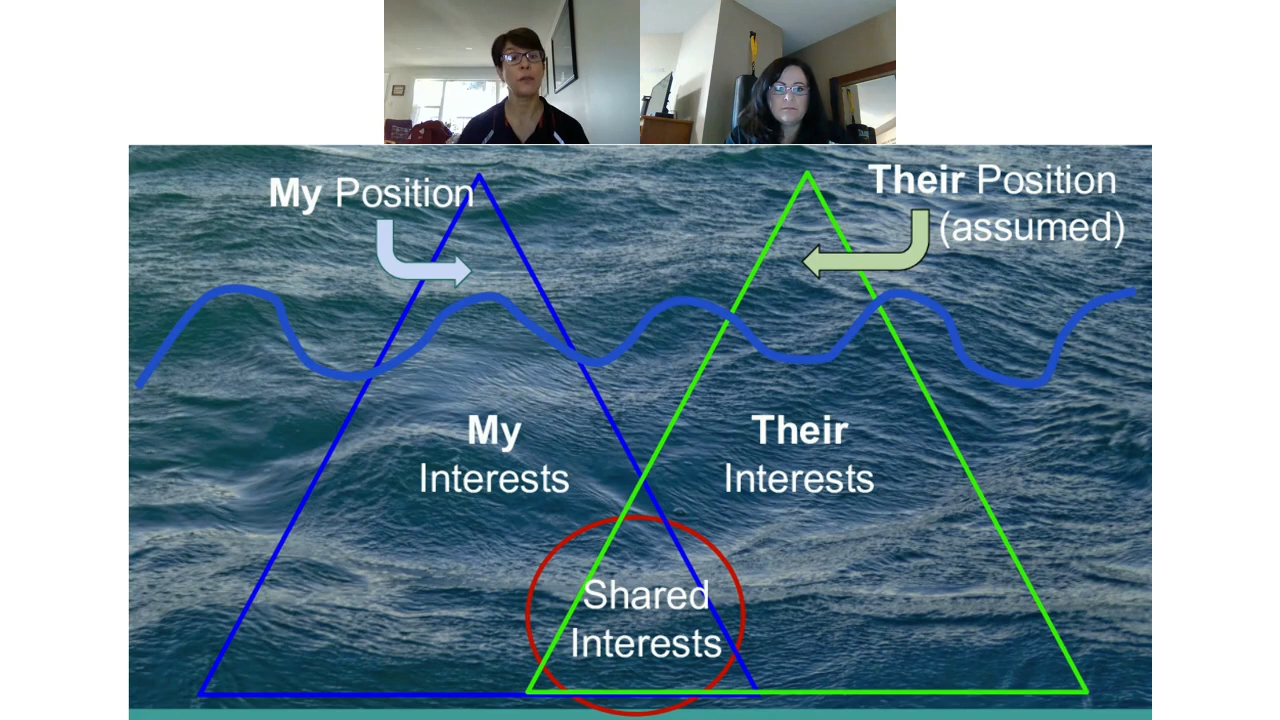 My Position
Their Position
(assumed)
My
Interests
Their
Interests
Shared
Interests